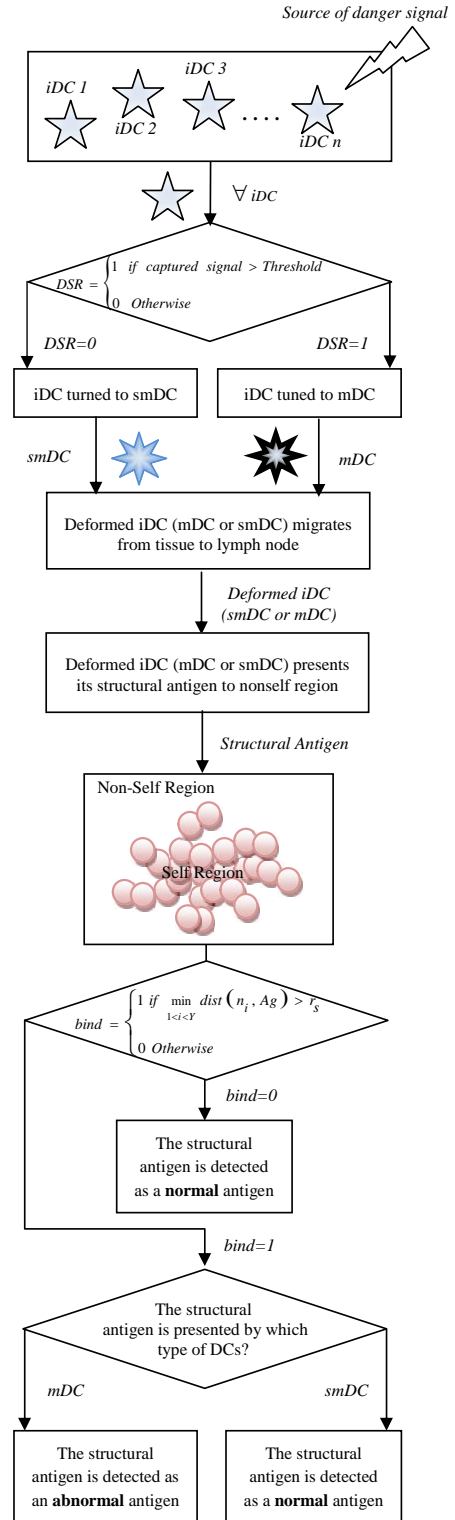 Source of danger signal
iDC 1
iDC 2
iDC 3
....
iDC n
∀ iDC
DSR = {1 if captured signal > Threshold
0 Otherwise
DSR=0
DSR=1
iDC turned to smDC
iDC tuned to mDC
smDC
mDC
Deformed iDC (mDC or smDC) migrates
from tissue to lymph node
Deformed iDC
(smDC or mDC)
Deformed iDC (mDC or smDC) presents
its structural antigen to nonself region
Structural Antigen
Non-Self Region
Self Region
bind = {1 if min dist (n_i , Ag) > r_s
1<i<Y
0 Otherwise
bind=0
The structural
antigen is detected
as a normal antigen
bind=1
The structural
antigen is presented by which
type of DCs?
mDC
smDC
The structural
antigen is detected as
an abnormal antigen
The structural
antigen is detected
as a normal antigen